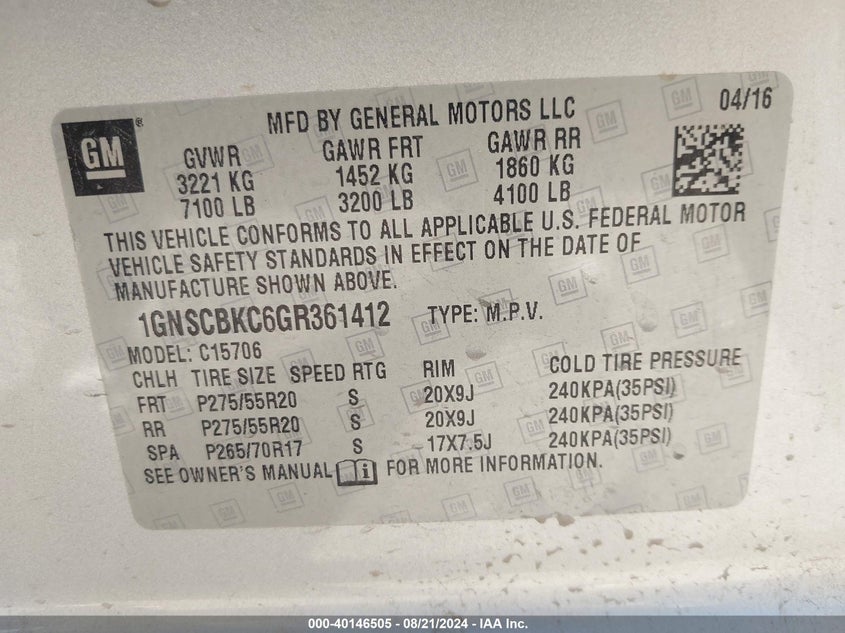 MFD BY GENERAL MOTORS LLC 04/16
GM
GVWR GAWR FRT GAWR RR
3221 KG 1452 KG 1860 KG
7100 LB 3200 LB 4100 LB
THIS VEHICLE CONFORMS TO ALL APPLICABLE U.S. FEDERAL MOTOR
VEHICLE SAFETY STANDARDS IN EFFECT ON THE DATE OF
MANUFACTURE SHOWN ABOVE.
1GNSCBKC6GR361412 TYPE: M.P.V.
MODEL: C15706
CHLH TIRE SIZE SPEED RTG RIM COLD TIRE PRESSURE
FRT P275/55R20 S 20X9J 240KPA(35PSI)
RR P275/55R20 S 20X9J 240KPA(35PSI)
SPA P265/70R17 S 17X7.5J 240KPA(35PSI)
SEE OWNER'S MANUAL i FOR MORE INFORMATION.
000-40146505 - 08/21/2024 - IAA Inc.